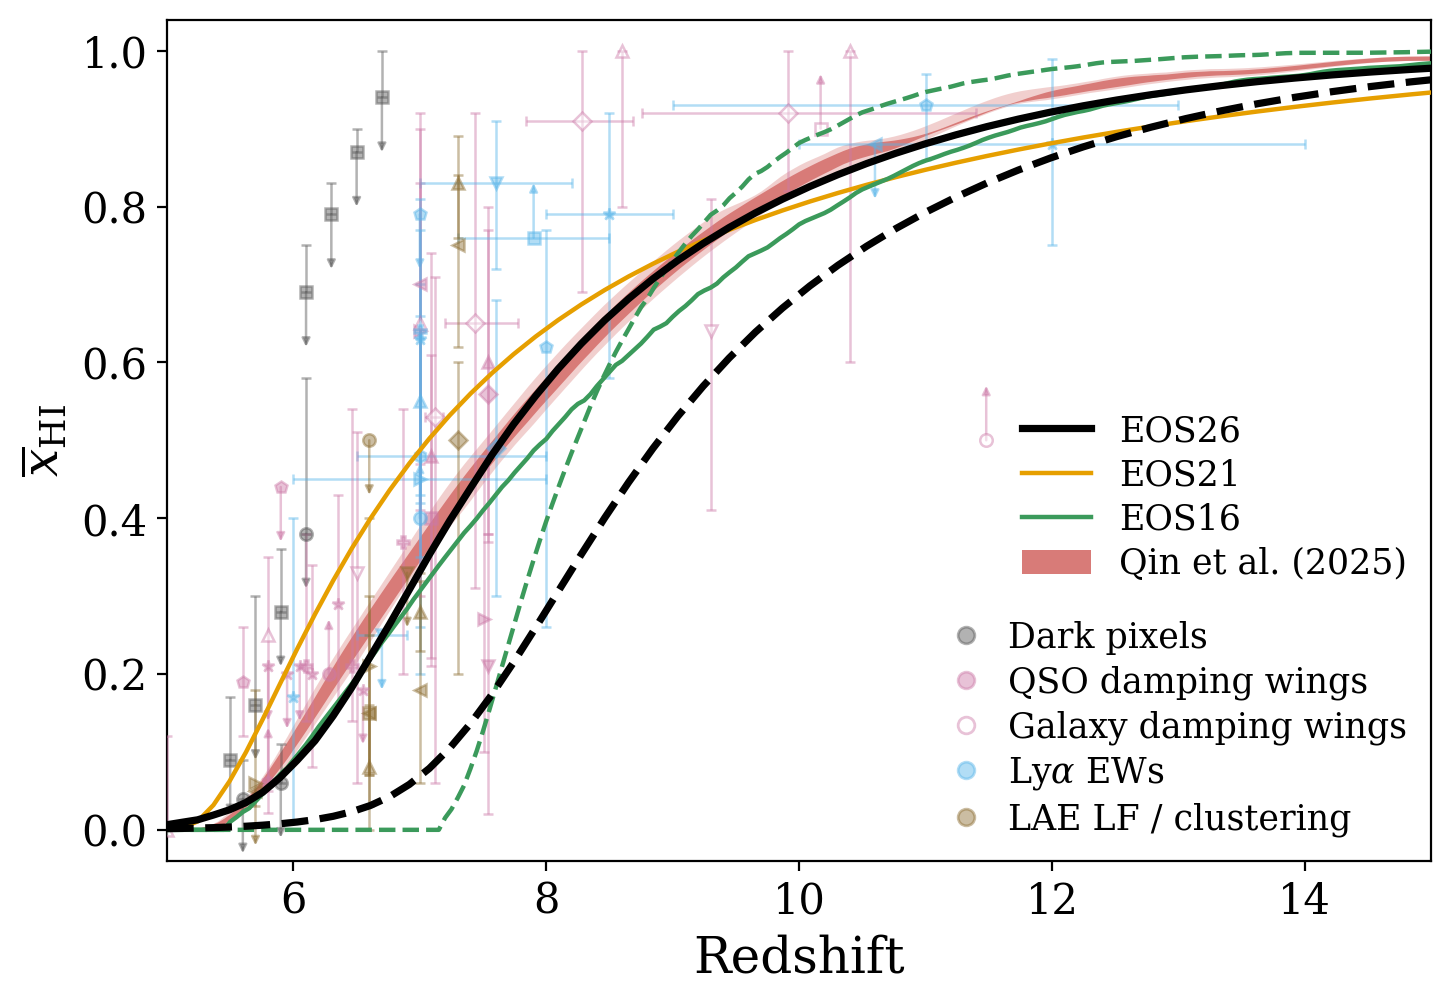 1.0
0.8
0.6
0.4
0.2
0.0
x̅HI
6 8 10 12 14
Redshift
EOS26
EOS21
EOS16
Qin et al. (2025)
Dark pixels
QSO damping wings
Galaxy damping wings
Lyα EWs
LAE LF / clustering